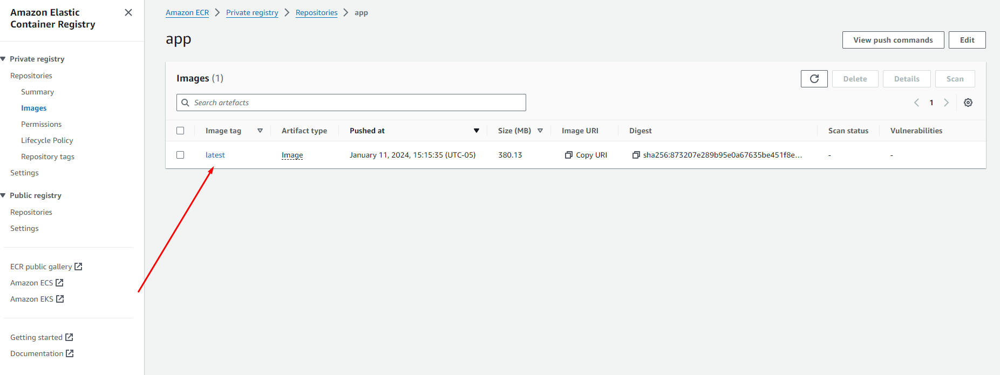 Amazon Elastic
Container Registry
Private registry
Repositories
Summary
Images
Permissions
Lifecycle Policy
Repository tags
Settings
Public registry
Repositories
Settings
ECR public gallery
Amazon ECS
Amazon EKS
Getting started
Documentation
Amazon ECR > Private registry > Repositories > app
app
View push commands Edit
Images (1)
Delete Details Scan
Search artefacts
1
Image tag Artifact type Pushed at Size (MB) Image URI Digest Scan status Vulnerabilities
latest Image January 11, 2024, 15:15:35 (UTC-05) 380.13 Copy URI sha256:873207e289b95e0a67635be451f8e... - -